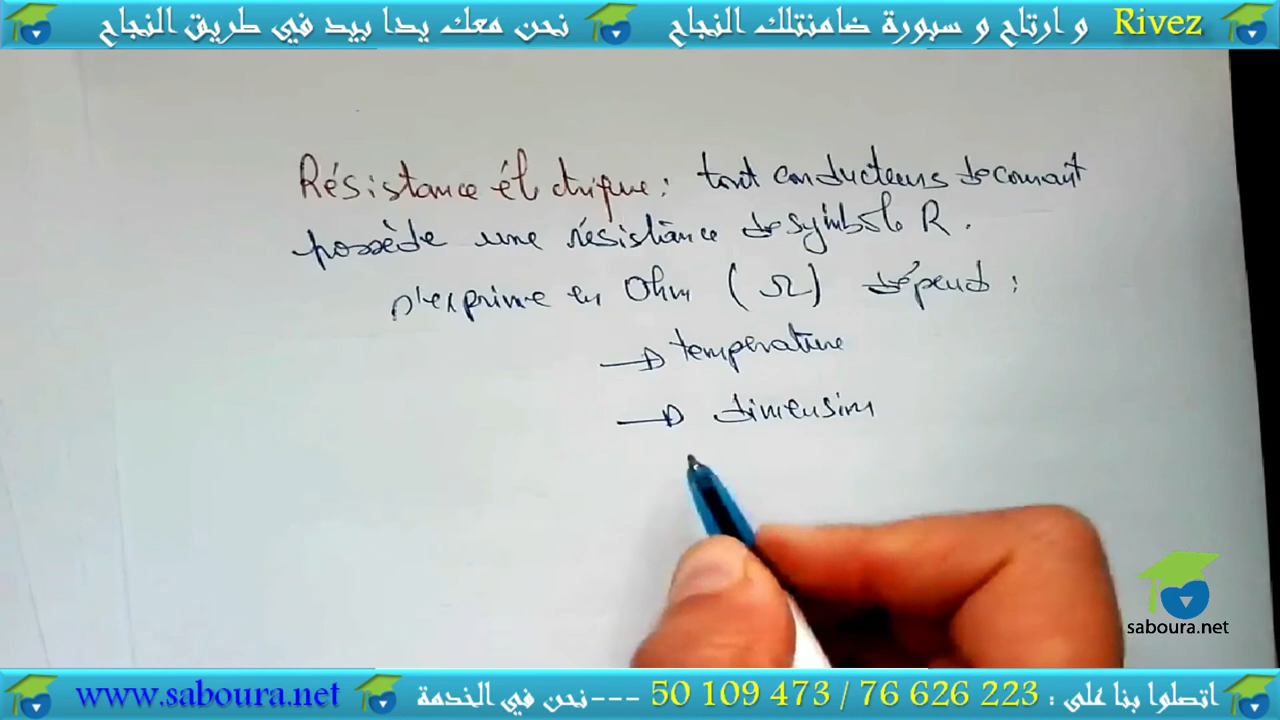 نحن معك يدا بيد في طريق النجاح Rivez و ارتاح و سبورة ضامنتلك النجاح
Résistance éléctrique : tout conducteurs de courant
possède une résistance de symbole R.
s'exprime en Ohm (Ω) dépend :
→ température
→ dimension
saboura.net
www.saboura.net اتصلوا بنا على : 50 109 473 / 76 626 223 ---نحن في الخدمة